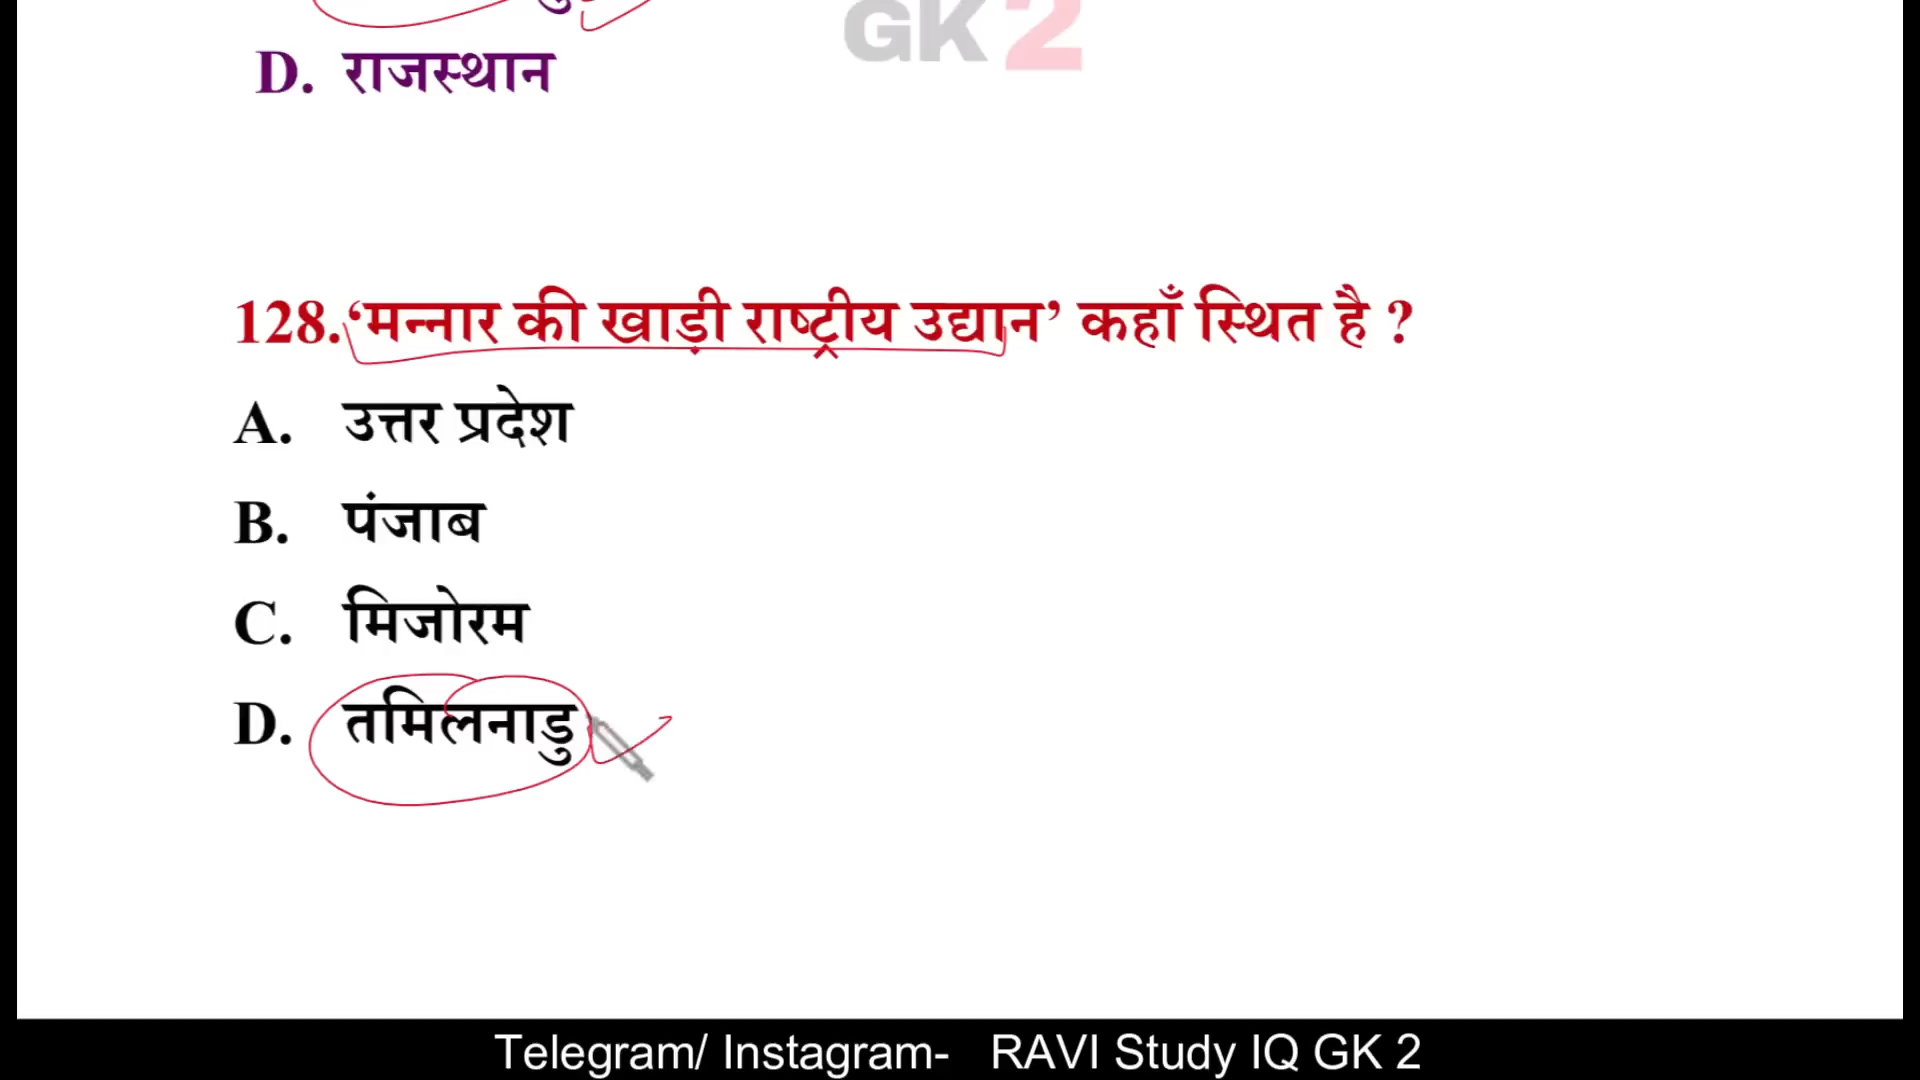 GK 2
D. राजस्थान
128.‘मन्नार की खाड़ी राष्ट्रीय उद्यान’ कहाँ स्थित है ?
A. उत्तर प्रदेश
B. पंजाब
C. मिजोरम
D. तमिलनाडु
Telegram/ Instagram- RAVI Study IQ GK 2